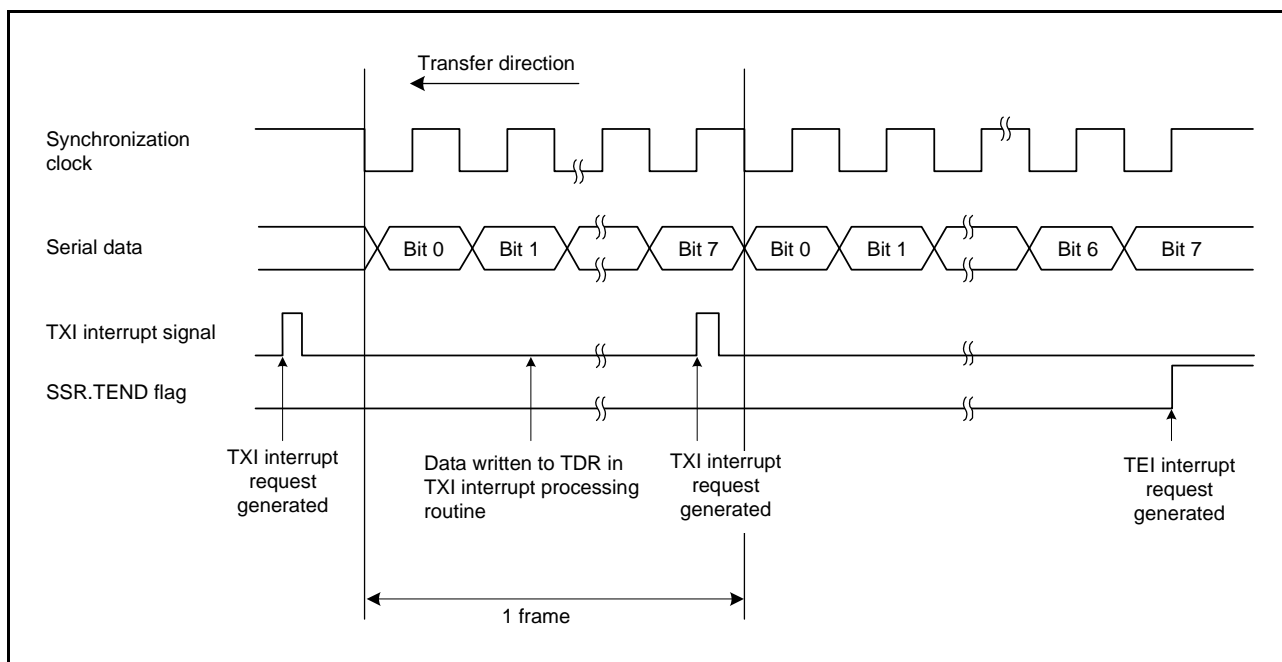 Transfer direction
Synchronization
clock
Serial data
Bit 0
Bit 1
Bit 7
Bit 0
Bit 1
Bit 6
Bit 7
TXI interrupt signal
SSR.TEND flag
TXI interrupt
request
generated
Data written to TDR in
TXI interrupt processing
routine
TXI interrupt
request
generated
TEI interrupt
request
generated
1 frame